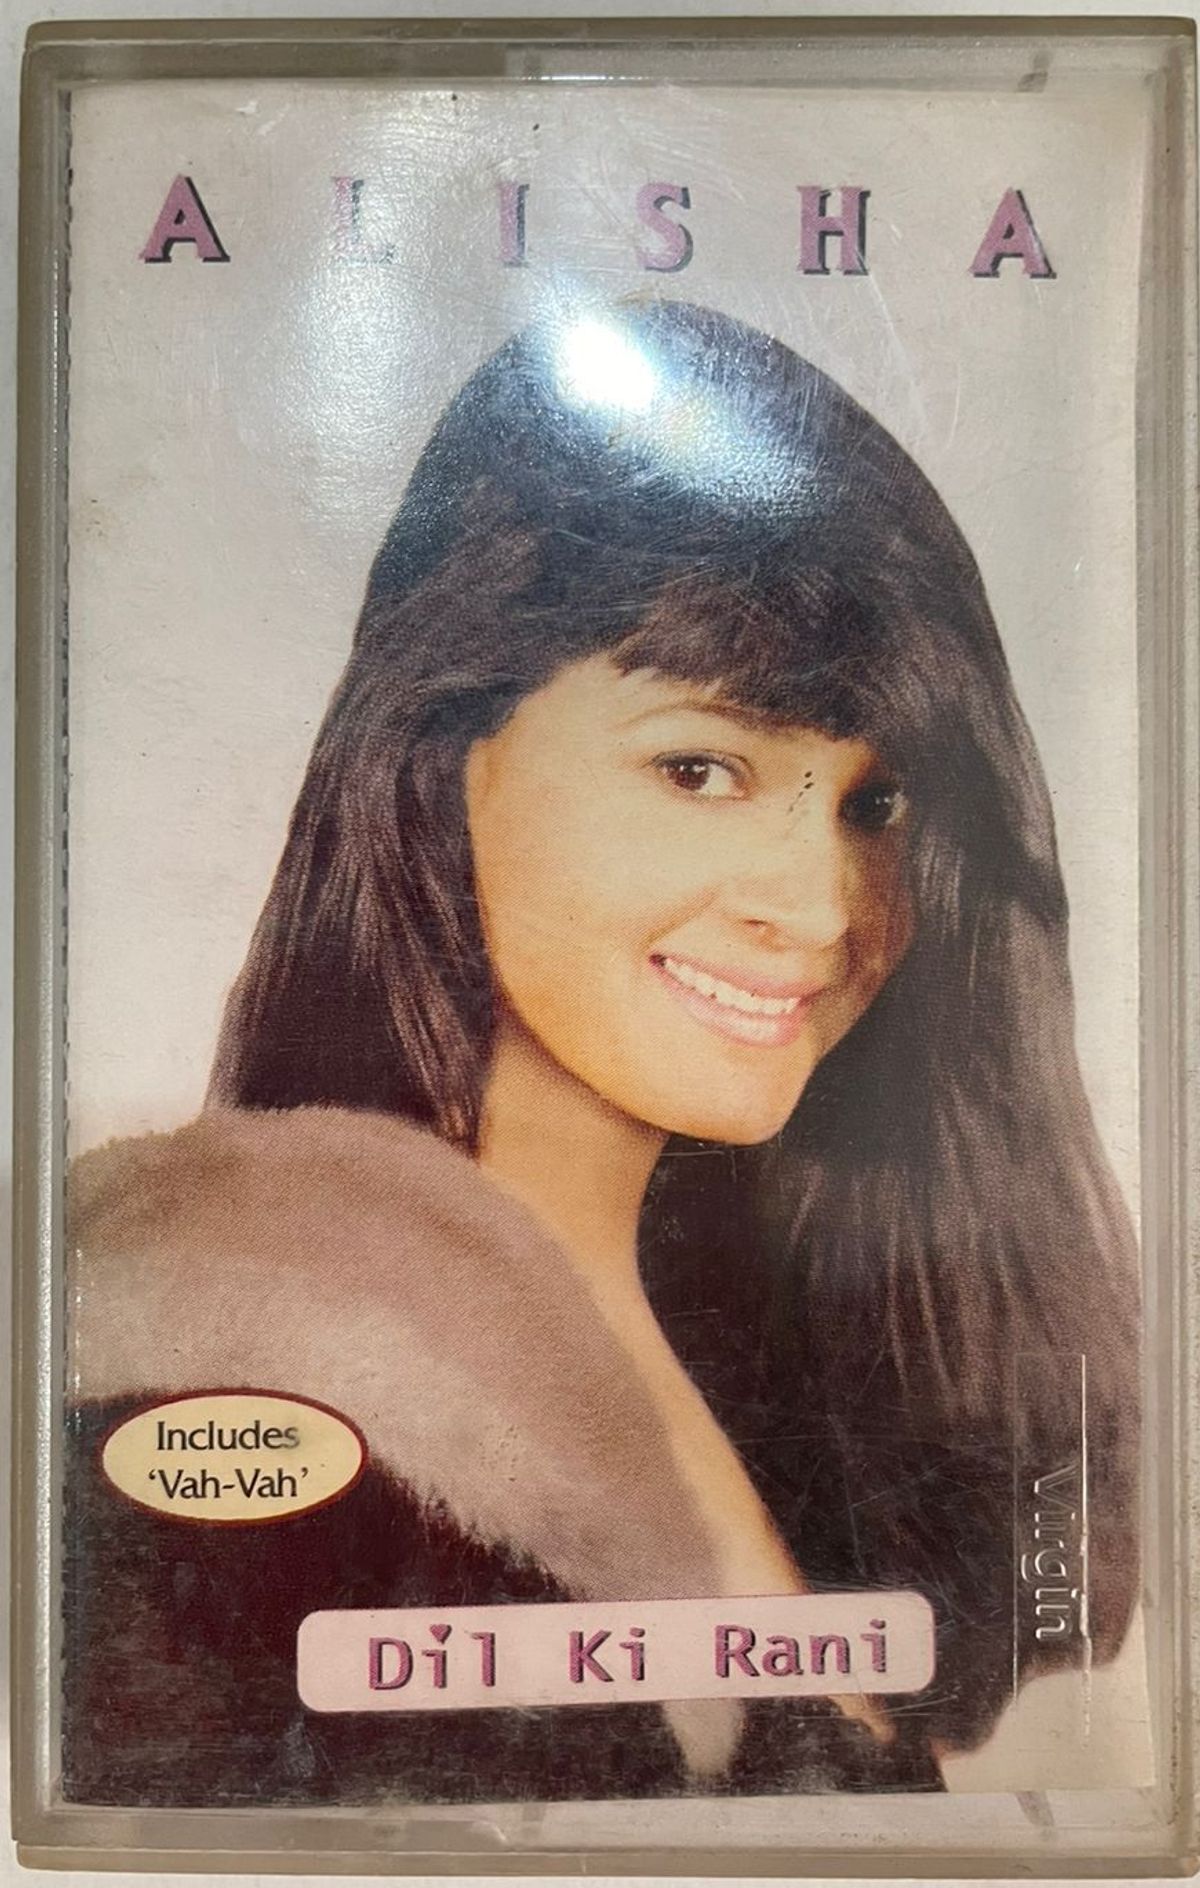 ALISHA
Includes
‘Vah-Vah’
Dil Ki Rani
Virgin